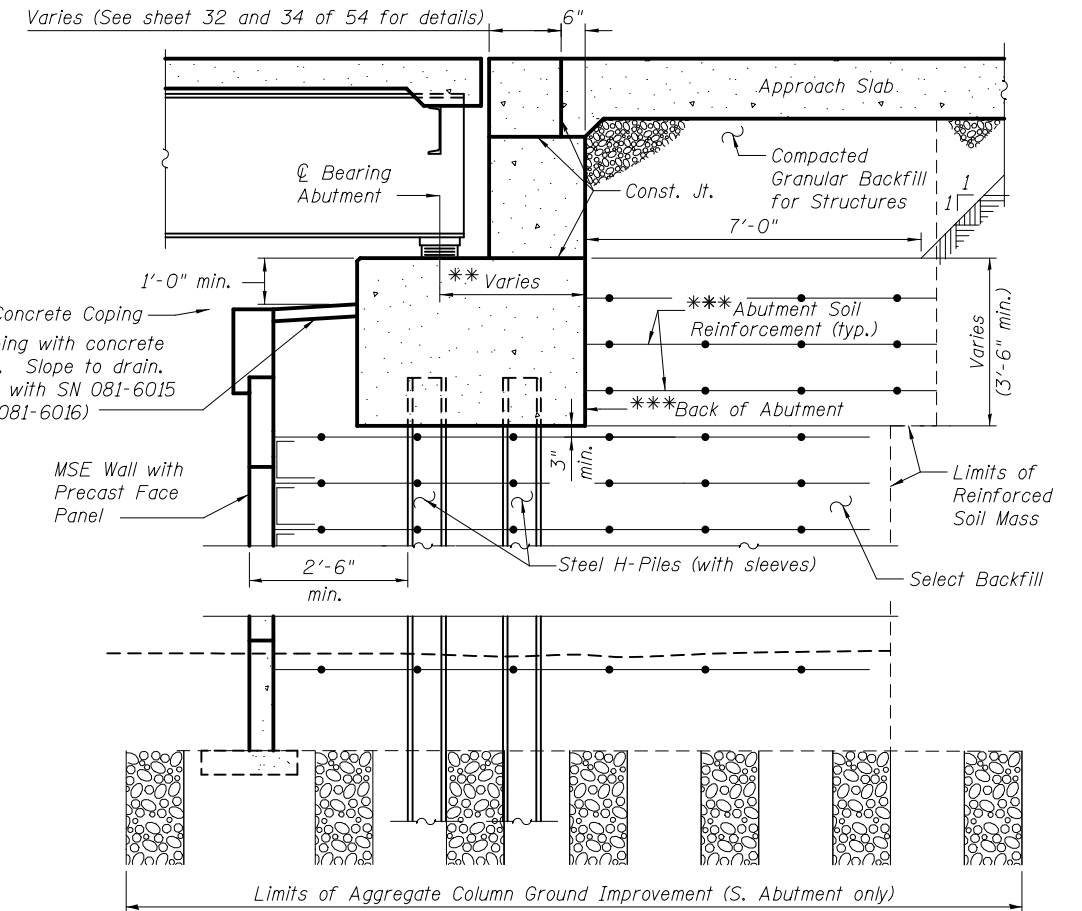 Varies (See sheet 32 and 34 of 54 for details)
6"
Approach Slab
℄ Bearing
Abutment
Const. Jt.
Compacted
Granular Backfill
for Structures
1
1
7'-0"
1'-0" min.
** Varies
Concrete Coping
ing with concrete
. Slope to drain.
with SN 081-6015
081-6016)
***Abutment Soil
Reinforcement (typ.)
Varies
(3'-6" min.)
***Back of Abutment
3"
min.
MSE Wall with
Precast Face
Panel
Limits of
Reinforced
Soil Mass
2'-6"
min.
Steel H-Piles (with sleeves)
Select Backfill
Limits of Aggregate Column Ground Improvement (S. Abutment only)